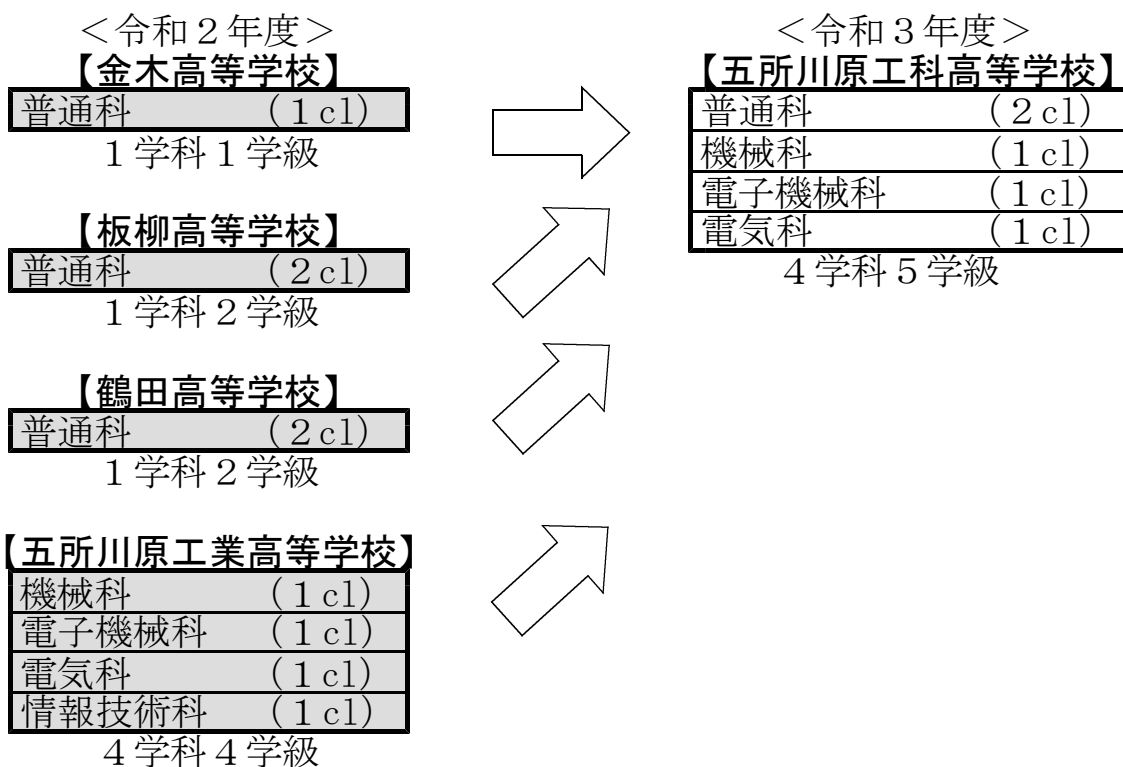 ＜令和２年度＞
【金木高等学校】
普通科　（１cl）
１学科１学級
【板柳高等学校】
普通科　（２cl）
１学科２学級
【鶴田高等学校】
普通科　（２cl）
１学科２学級
【五所川原工業高等学校】
機械科　（１cl）
電子機械科　（１cl）
電気科　（１cl）
情報技術科　（１cl）
４学科４学級
＜令和３年度＞
【五所川原工科高等学校】
普通科　（２cl）
機械科　（１cl）
電子機械科　（１cl）
電気科　（１cl）
４学科５学級